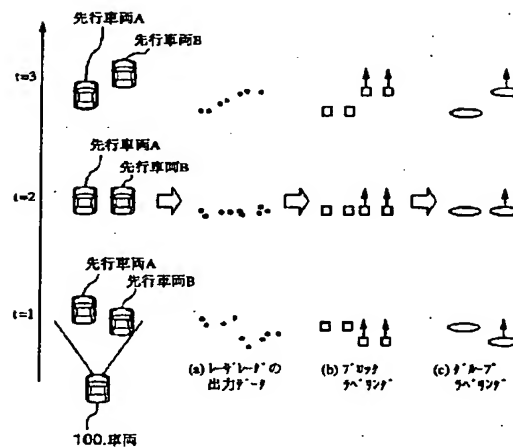 先行車両A
先行車両B
t=3
先行車両A
先行車両B
t=2
先行車両A
先行車両B
t=1
(a) レーザレーダの
出力データ
(b) ブロック
ラベリング
(c) グループ
ラベリング
100.車両